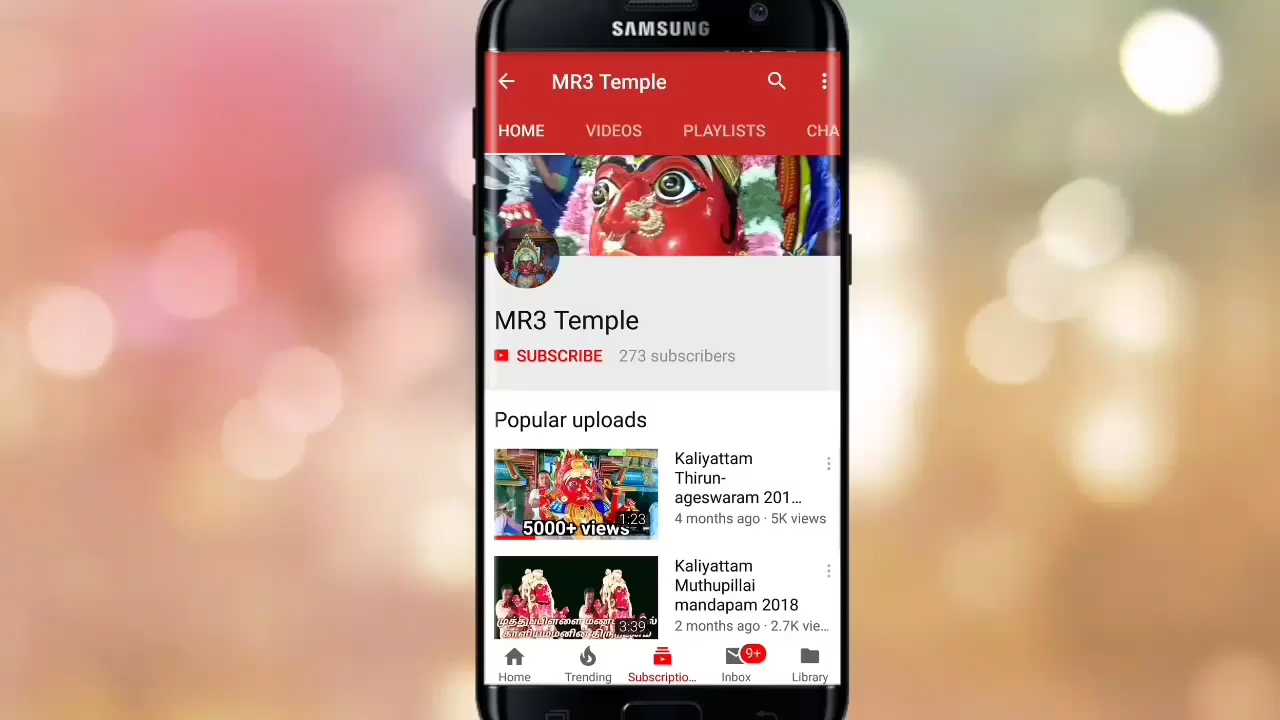 SAMSUNG
MR3 Temple
HOME VIDEOS PLAYLISTS CHA
MR3 Temple
SUBSCRIBE 273 subscribers
Popular uploads
5000+ views
1:23
Kaliyattam
Thirun-
ageswaram 201...
4 months ago · 5K views
முத்துப்பிள்ளை
3:39
Kaliyattam
Muthupillai
mandapam 2018
2 months ago · 2.7K vie...
9+
Home Trending Subscriptio... Inbox Library